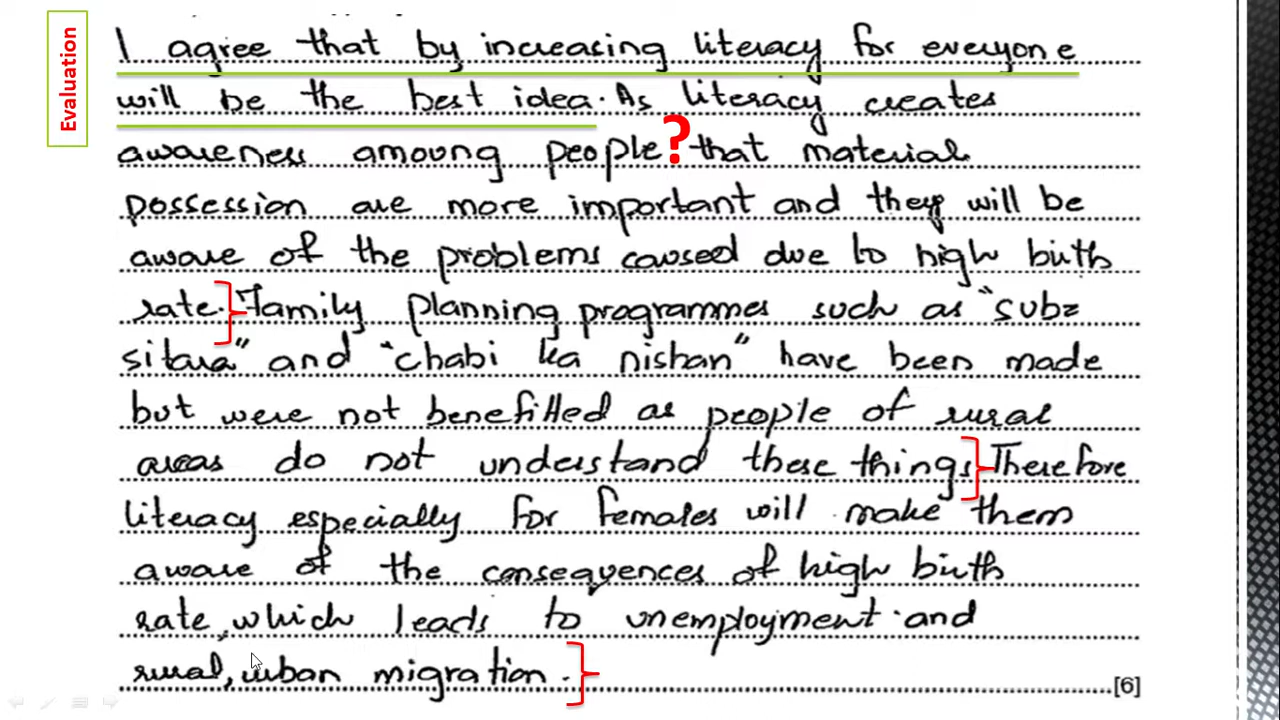 Evaluation
I agree that by increasing literacy for everyone
will be the best idea. As literacy creates
awareness amoung people ? that material
possession are more important and they will be
aware of the problems caused due to high birth
rate. Family planning programmes such as "subz
sitara" and "chabi ka nishan" have been made
but were not benefitted as people of rural
areas do not understand these things. Therefore
literacy especially for females will make them
aware of the consequences of high birth
rate, which leads to unemployment and
rural, urban migration.
[6]